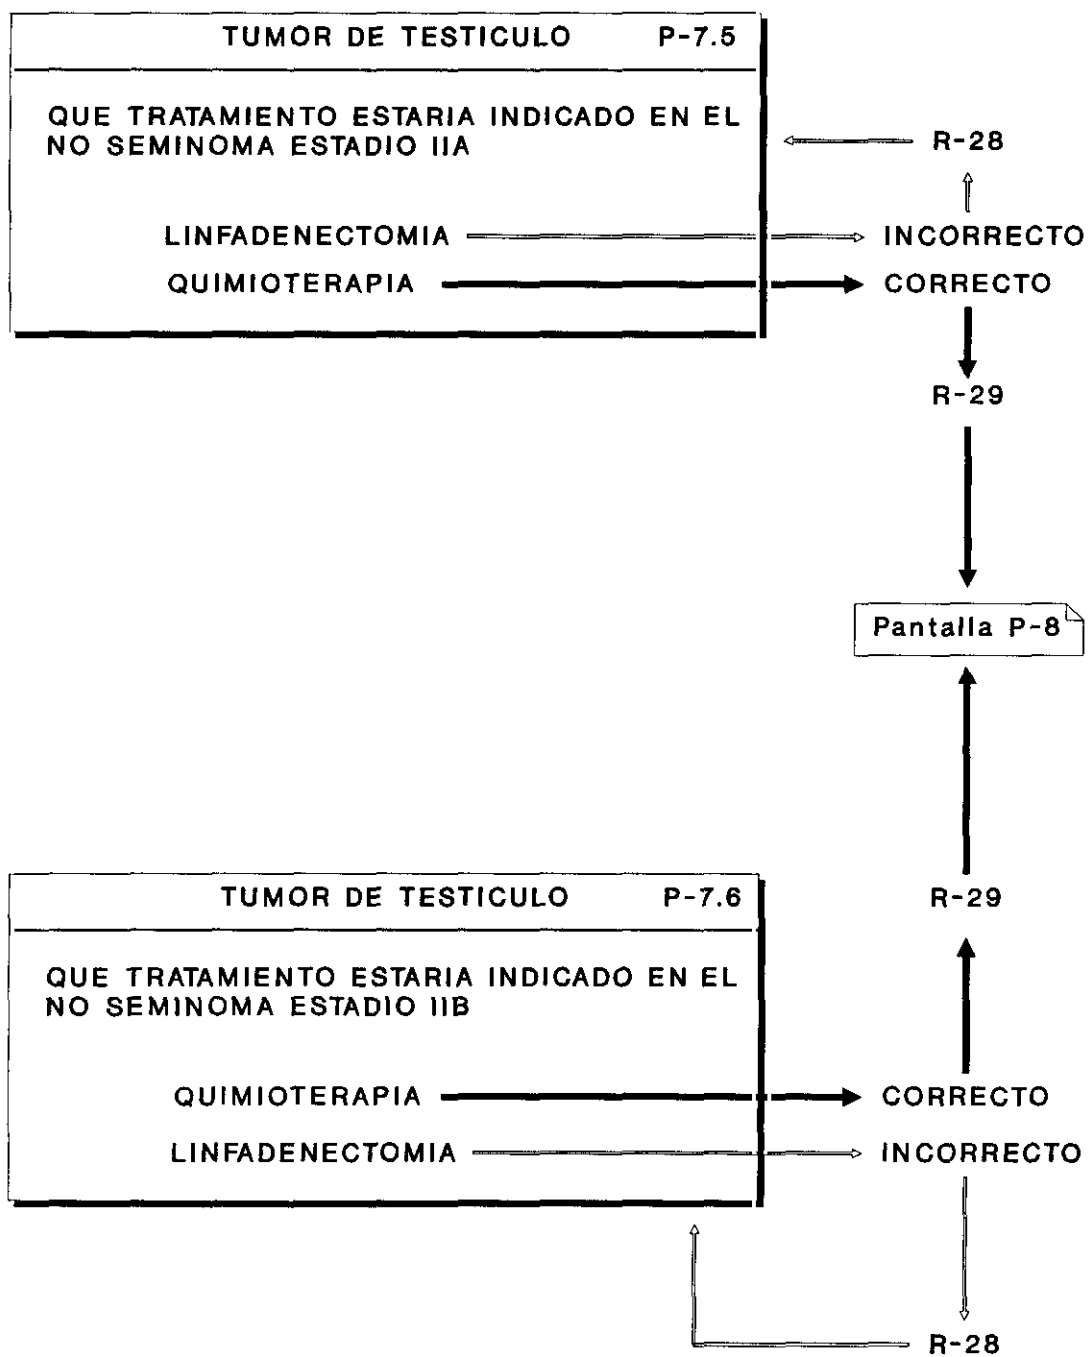 TUMOR DE TESTICULO P-7.5
QUE TRATAMIENTO ESTARIA INDICADO EN EL
NO SEMINOMA ESTADIO IIA
R-28
LINFADENECTOMIA INCORRECTO
QUIMIOTERAPIA CORRECTO
R-29
Pantalla P-8
TUMOR DE TESTICULO P-7.6
R-29
QUE TRATAMIENTO ESTARIA INDICADO EN EL
NO SEMINOMA ESTADIO IIB
QUIMIOTERAPIA CORRECTO
LINFADENECTOMIA INCORRECTO
R-28